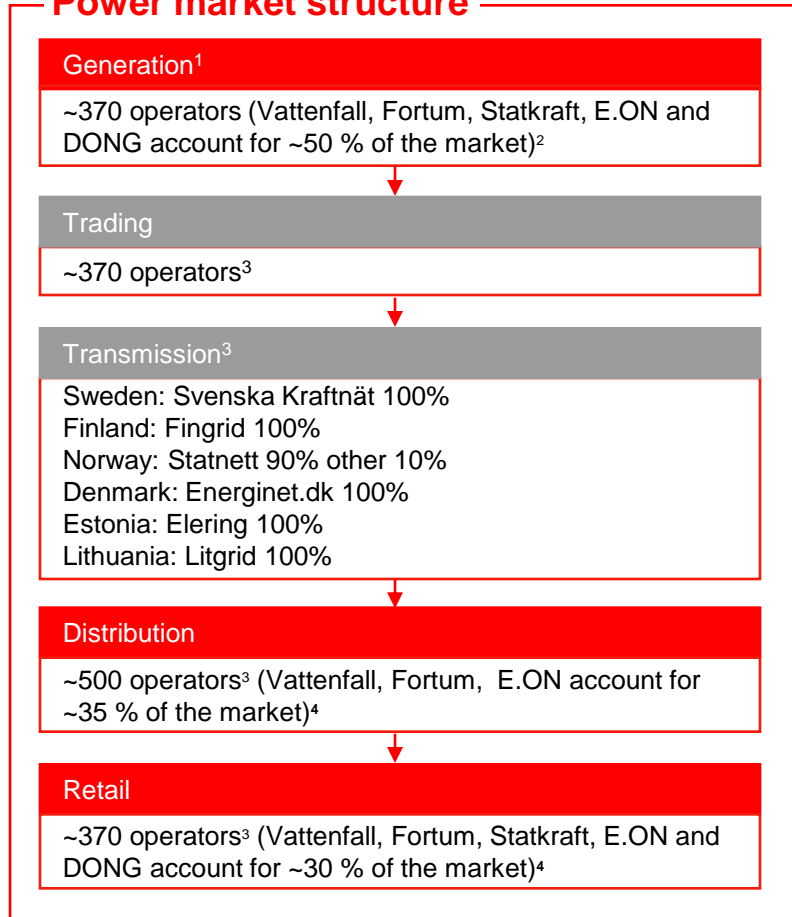 Power market structure
Generation¹
~370 operators (Vattenfall, Fortum, Statkraft, E.ON and
DONG account for ~50 % of the market)²
Trading
~370 operators³
Transmission³
Sweden: Svenska Kraftnät 100%
Finland: Fingrid 100%
Norway: Statnett 90% other 10%
Denmark: Energinet.dk 100%
Estonia: Elering 100%
Lithuania: Litgrid 100%
Distribution
~500 operators³ (Vattenfall, Fortum, E.ON account for
~35 % of the market)⁴
Retail
~370 operators³ (Vattenfall, Fortum, Statkraft, E.ON and
DONG account for ~30 % of the market)⁴